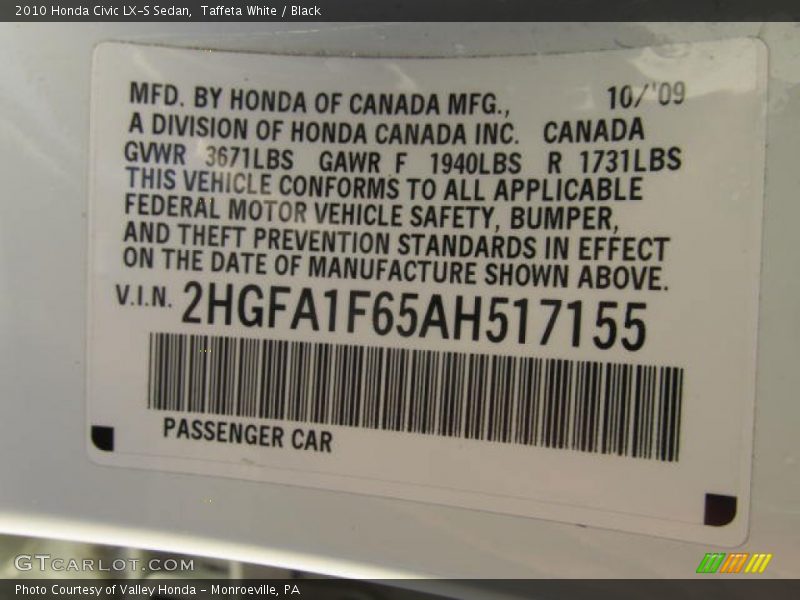 2010 Honda Civic LX-S Sedan, Taffeta White / Black
MFD. BY HONDA OF CANADA MFG., 10/'09
A DIVISION OF HONDA CANADA INC. CANADA
GVWR 3671LBS GAWR F 1940LBS R 1731LBS
THIS VEHICLE CONFORMS TO ALL APPLICABLE
FEDERAL MOTOR VEHICLE SAFETY, BUMPER,
AND THEFT PREVENTION STANDARDS IN EFFECT
ON THE DATE OF MANUFACTURE SHOWN ABOVE.
V.I.N. 2HGFA1F65AH517155
PASSENGER CAR
GTCARLOT.COM
Photo Courtesy of Valley Honda - Monroeville, PA